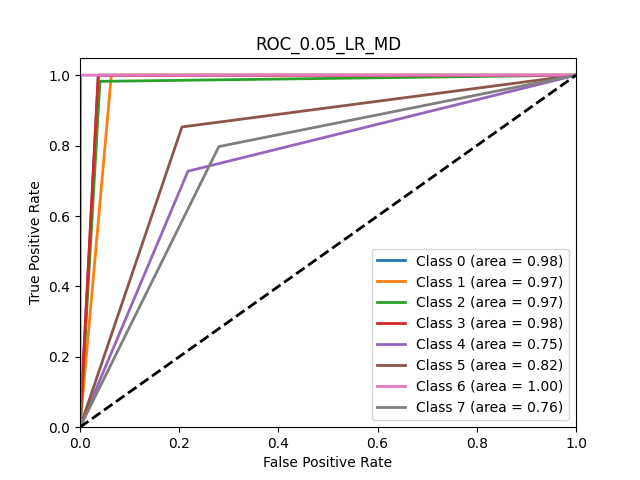 ROC_0.05_LR_MD
True Positive Rate
1.0
0.8
0.6
0.4
0.2
0.0
Class 0 (area = 0.98)
Class 1 (area = 0.97)
Class 2 (area = 0.97)
Class 3 (area = 0.98)
Class 4 (area = 0.75)
Class 5 (area = 0.82)
Class 6 (area = 1.00)
Class 7 (area = 0.76)
0.0 0.2 0.4 0.6 0.8 1.0
False Positive Rate